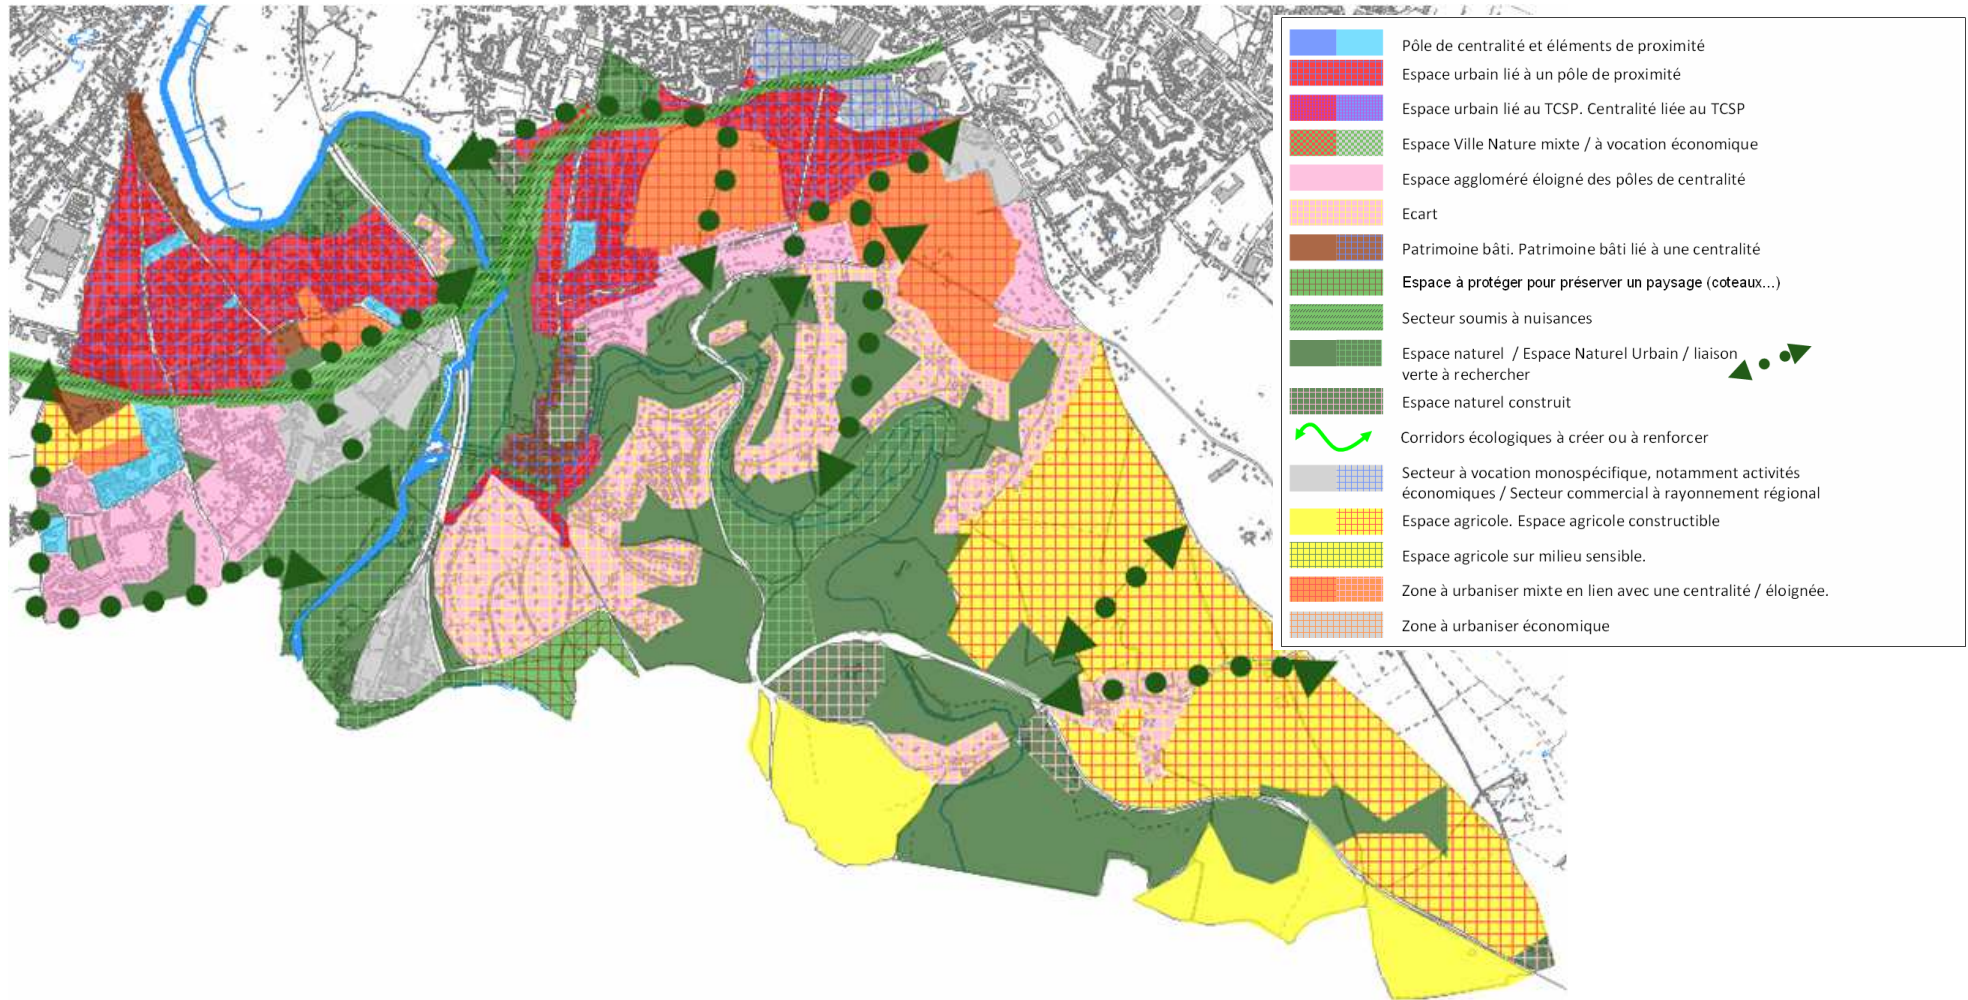 Pôle de centralité et éléments de proximité
Espace urbain lié à un pôle de proximité
Espace urbain lié au TCSP. Centralité liée au TCSP
Espace Ville Nature mixte / à vocation économique
Espace aggloméré éloigné des pôles de centralité
Ecart
Patrimoine bâti. Patrimoine bâti lié à une centralité
Espace à protéger pour préserver un paysage (coteaux...)
Secteur soumis à nuisances
Espace naturel / Espace Naturel Urbain / liaison
verte à rechercher
Espace naturel construit
Corridors écologiques à créer ou à renforcer
Secteur à vocation monospécifique, notamment activités
économiques / Secteur commercial à rayonnement régional
Espace agricole. Espace agricole constructible
Espace agricole sur milieu sensible.
Zone à urbaniser mixte en lien avec une centralité / éloignée.
Zone à urbaniser économique